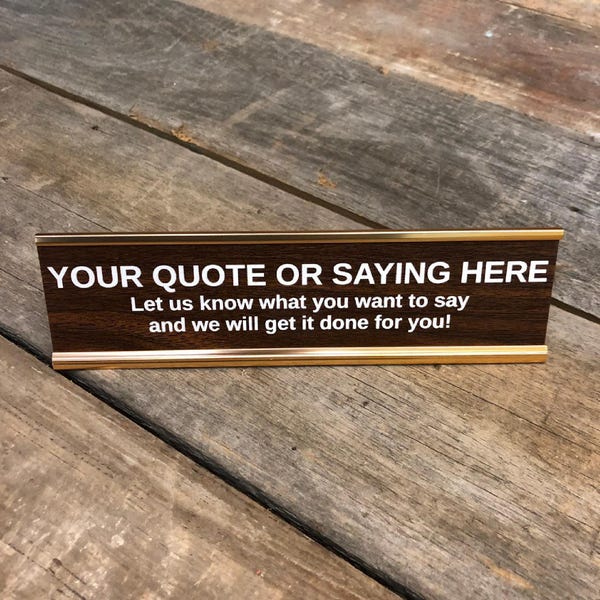 YOUR QUOTE OR SAYING HERE
Let us know what you want to say
and we will get it done for you!